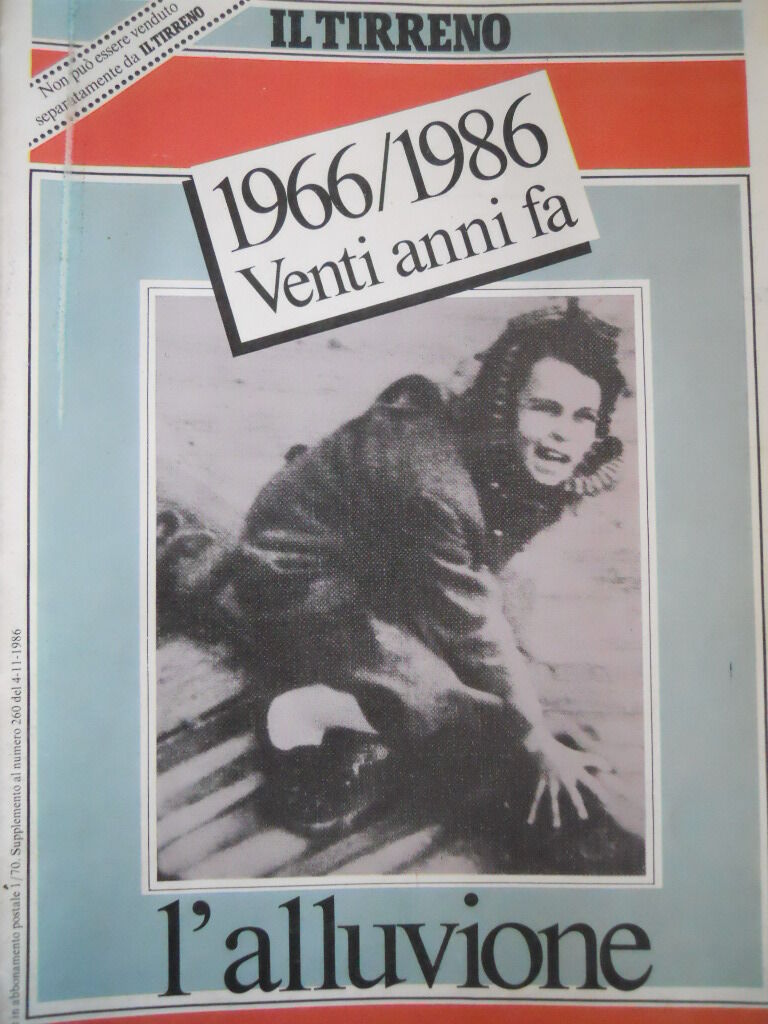 Non può essere venduto
separatamente da IL TIRRENO
IL TIRRENO
1966/1986
Venti anni fa
l'alluvione
in abbonamento postale 1/70. Supplemento al numero 260 del 4-11-1986